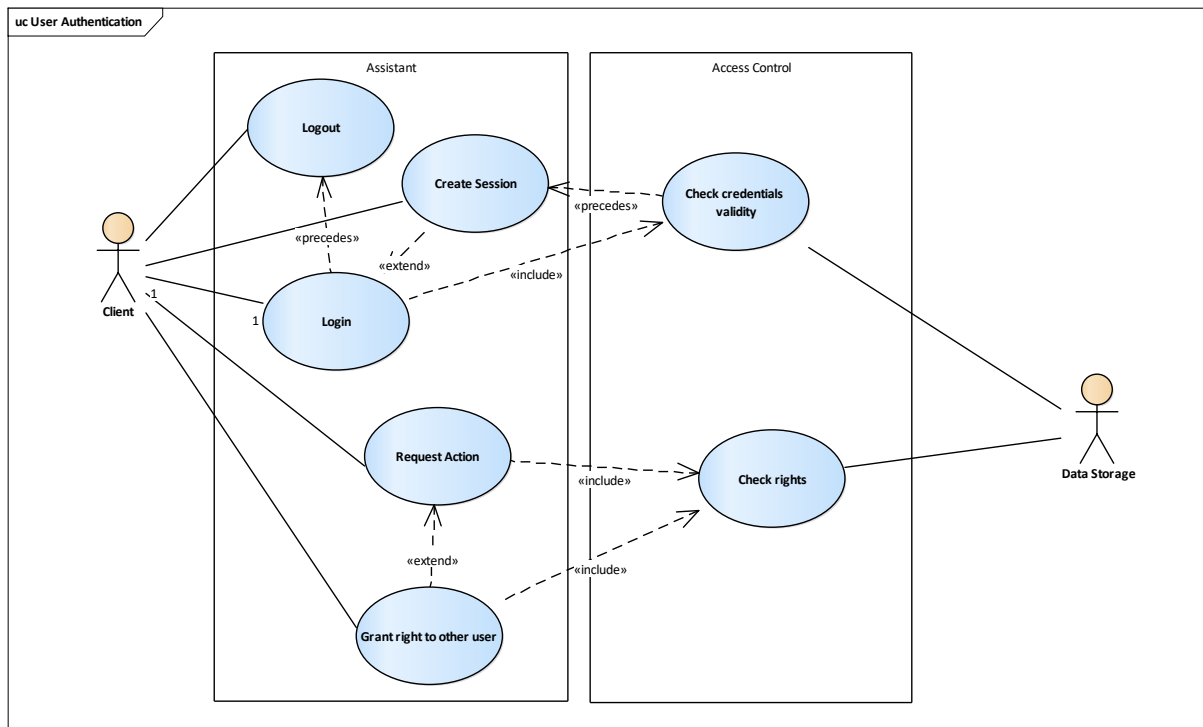 uc User Authentication
Assistant
Access Control
Logout
Create Session
Check credentials
validity
«precedes»
«precedes»
«extend»
«include»
Client
1
1
Login
Request Action
«include»
Check rights
Data Storage
«extend»
«include»
Grant right to other user